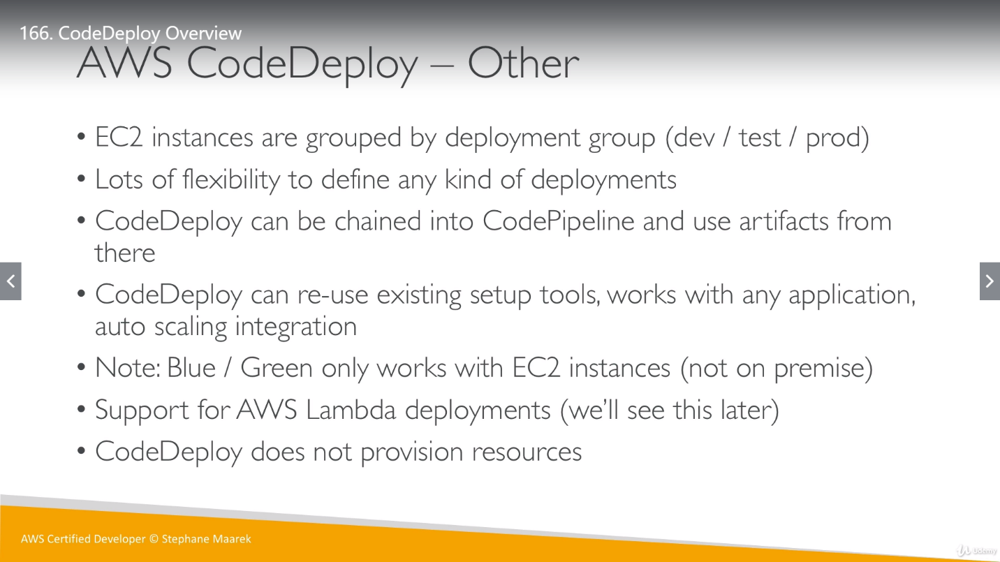 166. CodeDeploy Overview
AWS CodeDeploy – Other
• EC2 instances are grouped by deployment group (dev / test / prod)
• Lots of flexibility to define any kind of deployments
• CodeDeploy can be chained into CodePipeline and use artifacts from
there
• CodeDeploy can re-use existing setup tools, works with any application,
auto scaling integration
• Note: Blue / Green only works with EC2 instances (not on premise)
• Support for AWS Lambda deployments (we'll see this later)
• CodeDeploy does not provision resources
AWS Certified Developer © Stephane Maarek
Udemy